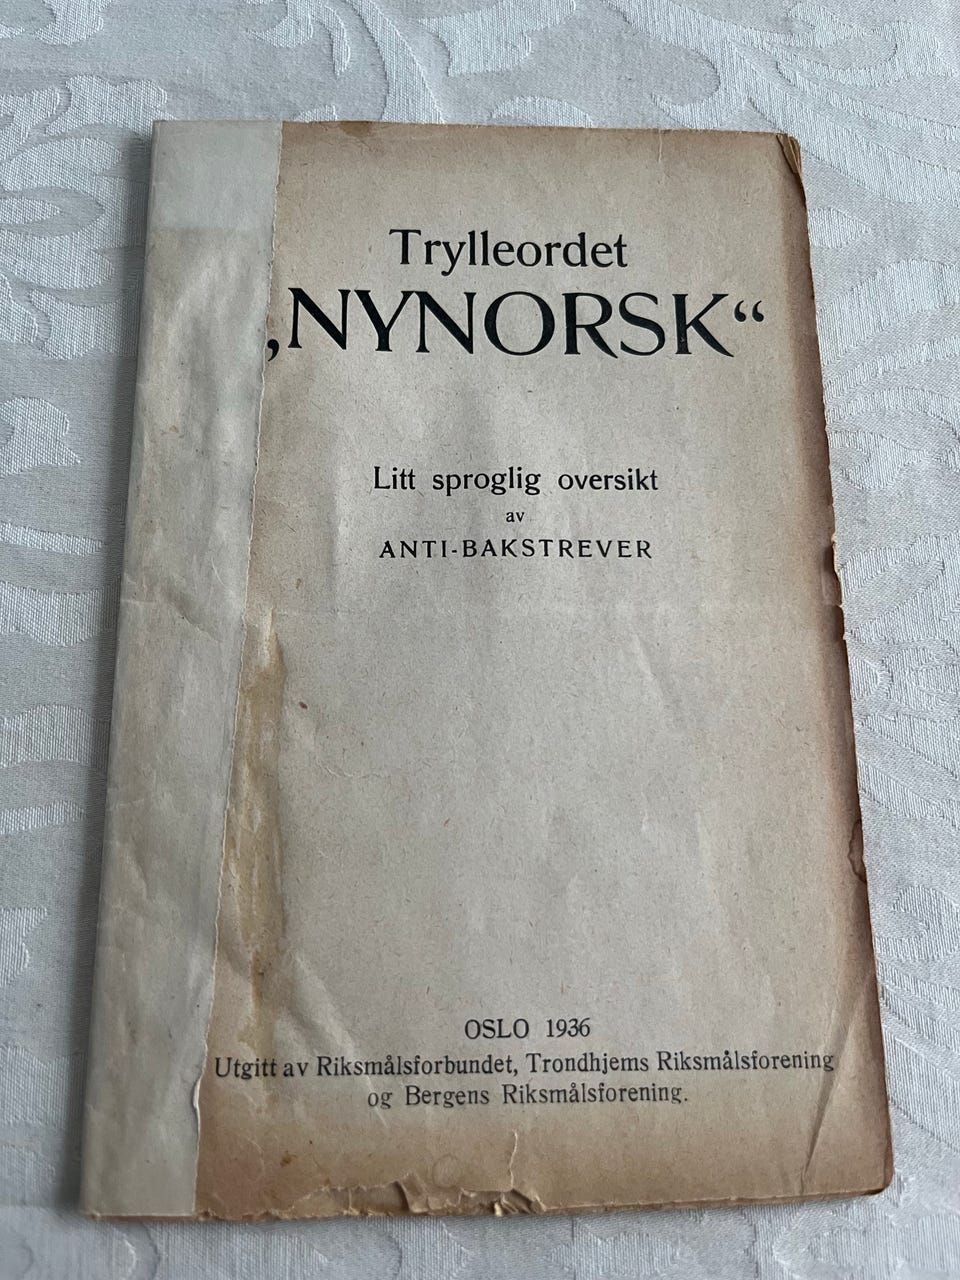 Trylleordet
„NYNORSK“
Litt sproglig oversikt
av
ANTI-BAKSTREVER
OSLO 1936
Utgitt av Riksmålsforbundet, Trondhjems Riksmålsforening
og Bergens Riksmålsforening.